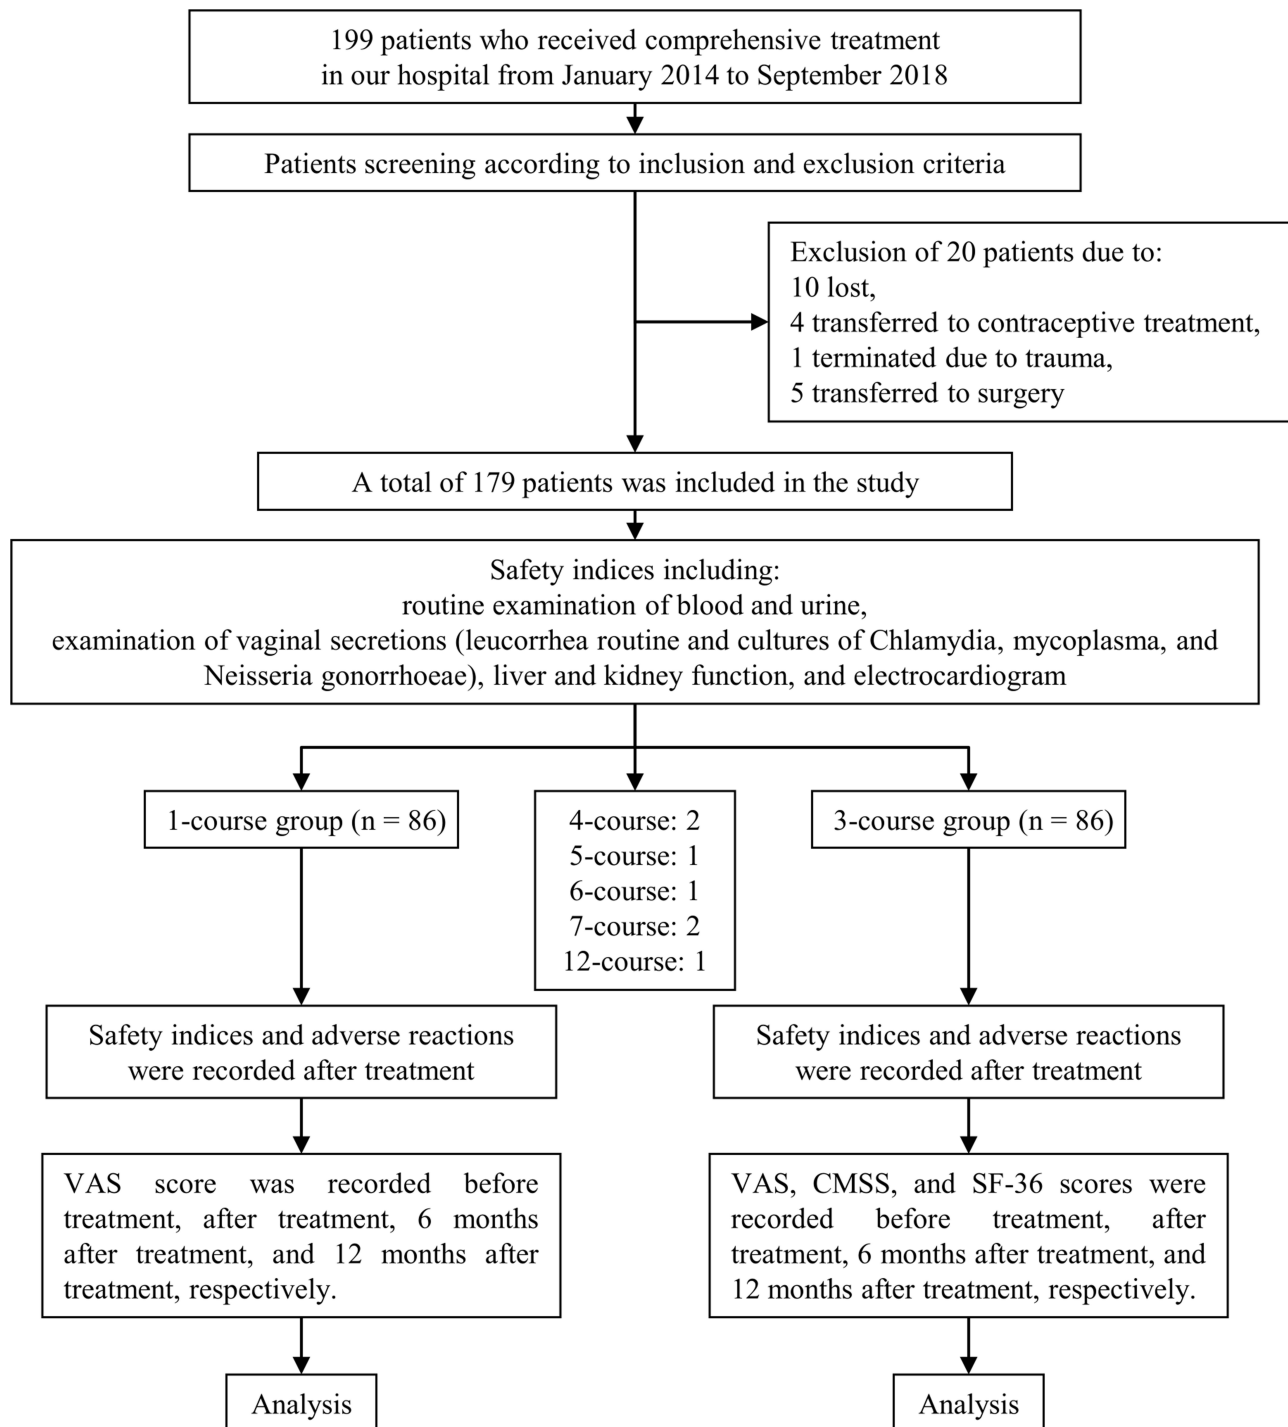 199 patients who received comprehensive treatment
in our hospital from January 2014 to September 2018
Patients screening according to inclusion and exclusion criteria
Exclusion of 20 patients due to:
10 lost,
4 transferred to contraceptive treatment,
1 terminated due to trauma,
5 transferred to surgery
A total of 179 patients was included in the study
Safety indices including:
routine examination of blood and urine,
examination of vaginal secretions (leucorrhea routine and cultures of Chlamydia, mycoplasma, and
Neisseria gonorrhoeae), liver and kidney function, and electrocardiogram
1-course group (n = 86)
4-course: 2
5-course: 1
6-course: 1
7-course: 2
12-course: 1
3-course group (n = 86)
Safety indices and adverse reactions
were recorded after treatment
Safety indices and adverse reactions
were recorded after treatment
VAS score was recorded before
treatment, after treatment, 6 months
after treatment, and 12 months after
treatment, respectively.
VAS, CMSS, and SF-36 scores were
recorded before treatment, after
treatment, 6 months after treatment, and
12 months after treatment, respectively.
Analysis
Analysis